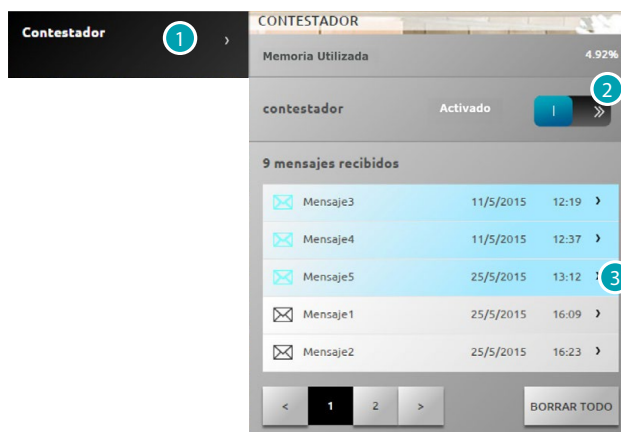 Contestador
1
›
CONTESTADOR
Memoria Utilizada 4.92%
2
contestador Activado
9 mensajes recibidos
Mensaje3 11/5/2015 12:19 ›
Mensaje4 11/5/2015 12:37 ›
Mensaje5 25/5/2015 13:12 › 3
Mensaje1 25/5/2015 16:09 ›
Mensaje2 25/5/2015 16:23 ›
< 1 2 > BORRAR TODO